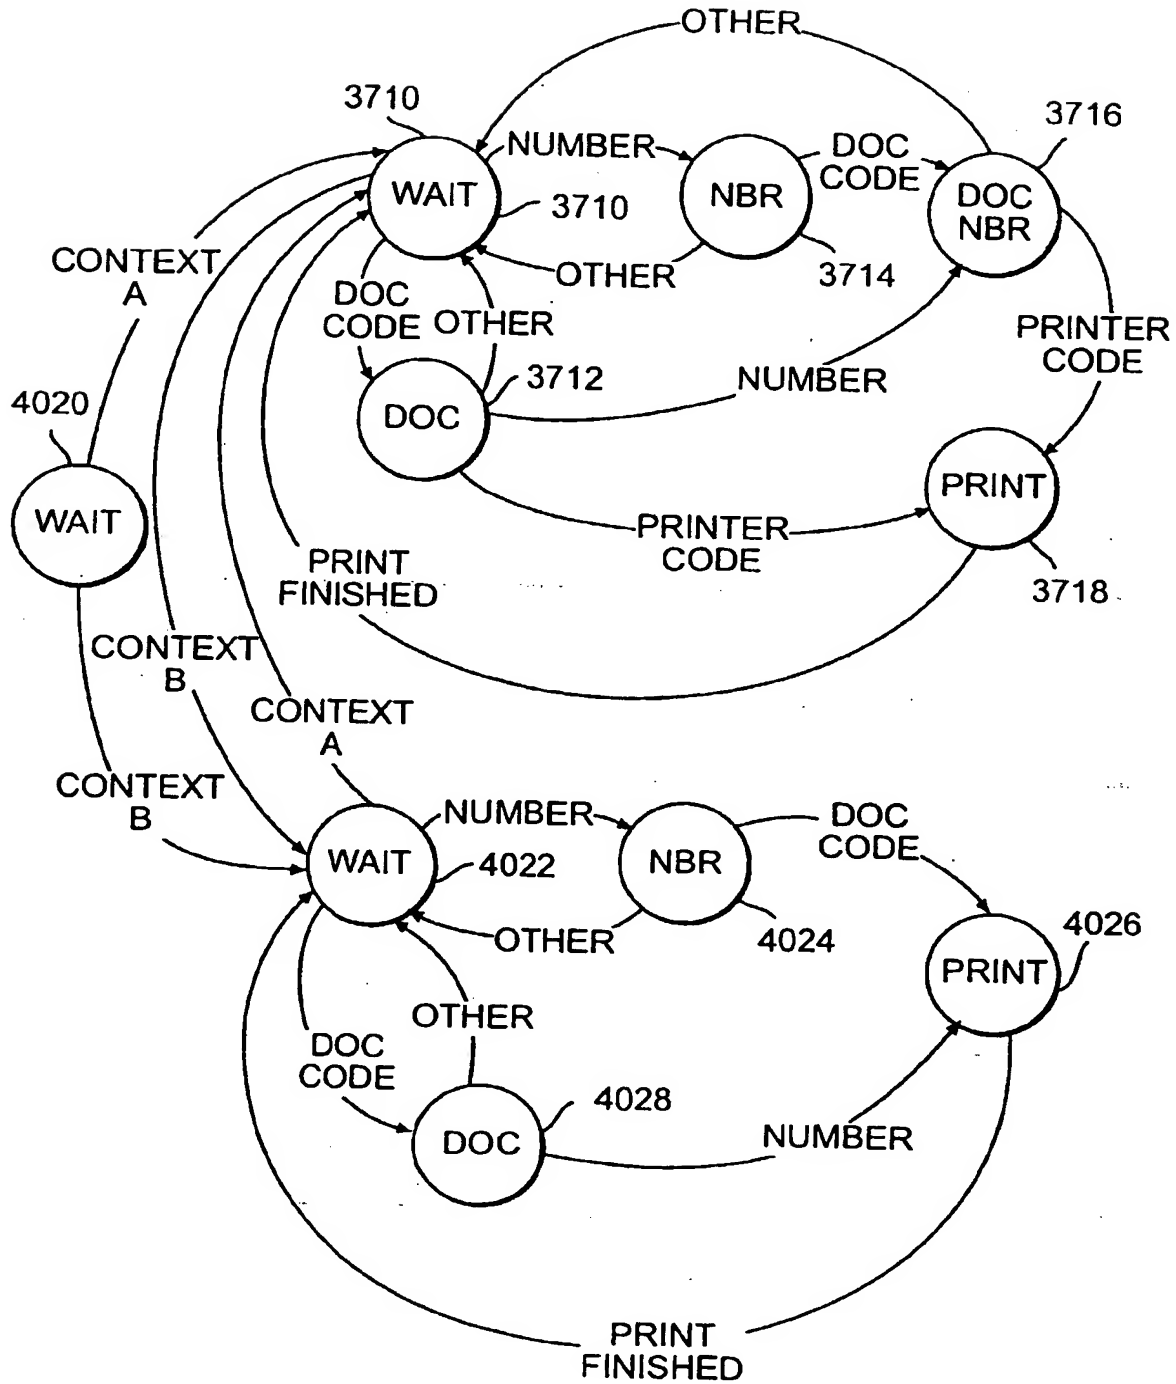 OTHER
3710
3716
NUMBER
DOC
CODE
WAIT
NBR
DOC
NBR
3710
CONTEXT
A
OTHER
3714
DOC
CODE
OTHER
PRINTER
CODE
3712
NUMBER
4020
DOC
PRINT
WAIT
PRINTER
CODE
PRINT
FINISHED
3718
CONTEXT
B
CONTEXT
A
CONTEXT
B
NUMBER
DOC
CODE
WAIT
4022
NBR
OTHER
4024
4026
PRINT
OTHER
DOC
CODE
4028
DOC
NUMBER
PRINT
FINISHED